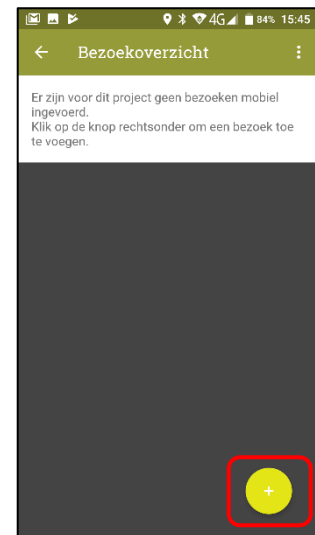 4G 84% 15:45
Bezoekoverzicht
Er zijn voor dit project geen bezoeken mobiel
ingevoerd.
Klik op de knop rechtsonder om een bezoek toe
te voegen.
+